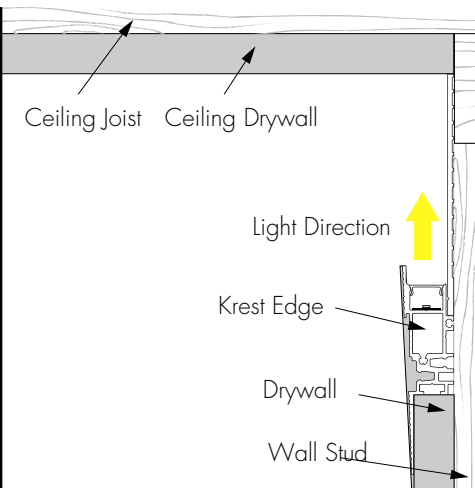 Ceiling Joist
Ceiling Drywall
Light Direction
Krest Edge
Drywall
Wall Stud